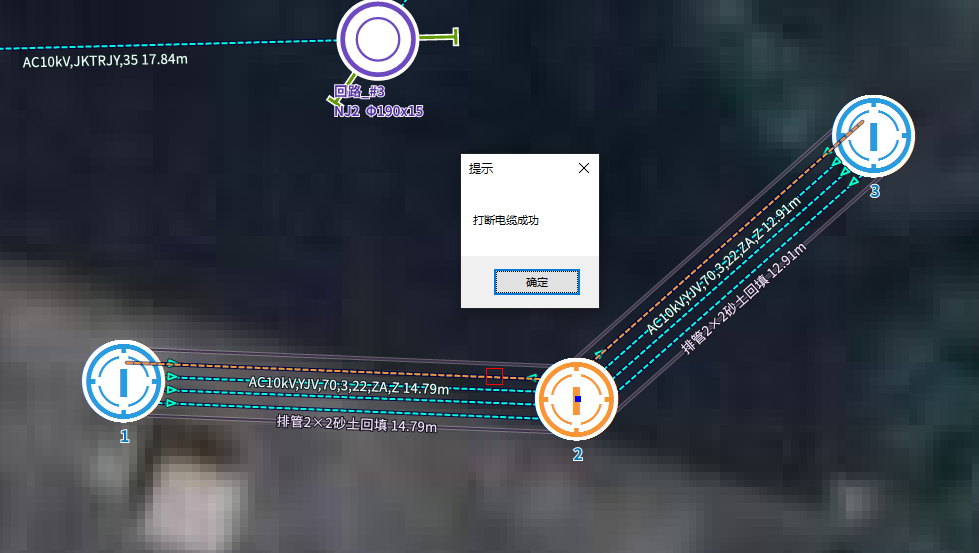 AC10kV,JKTRJY,35 17.84m
回路_#3
NJ2 Φ190x15
提示
打断电缆成功
确定
3
AC10kV,YJV,70,3,22,ZA,Z 12.91m
排管2×2砂土回填 12.91m
AC10kV,YJV,70,3,22,ZA,Z 14.79m
排管2×2砂土回填 14.79m
1
2